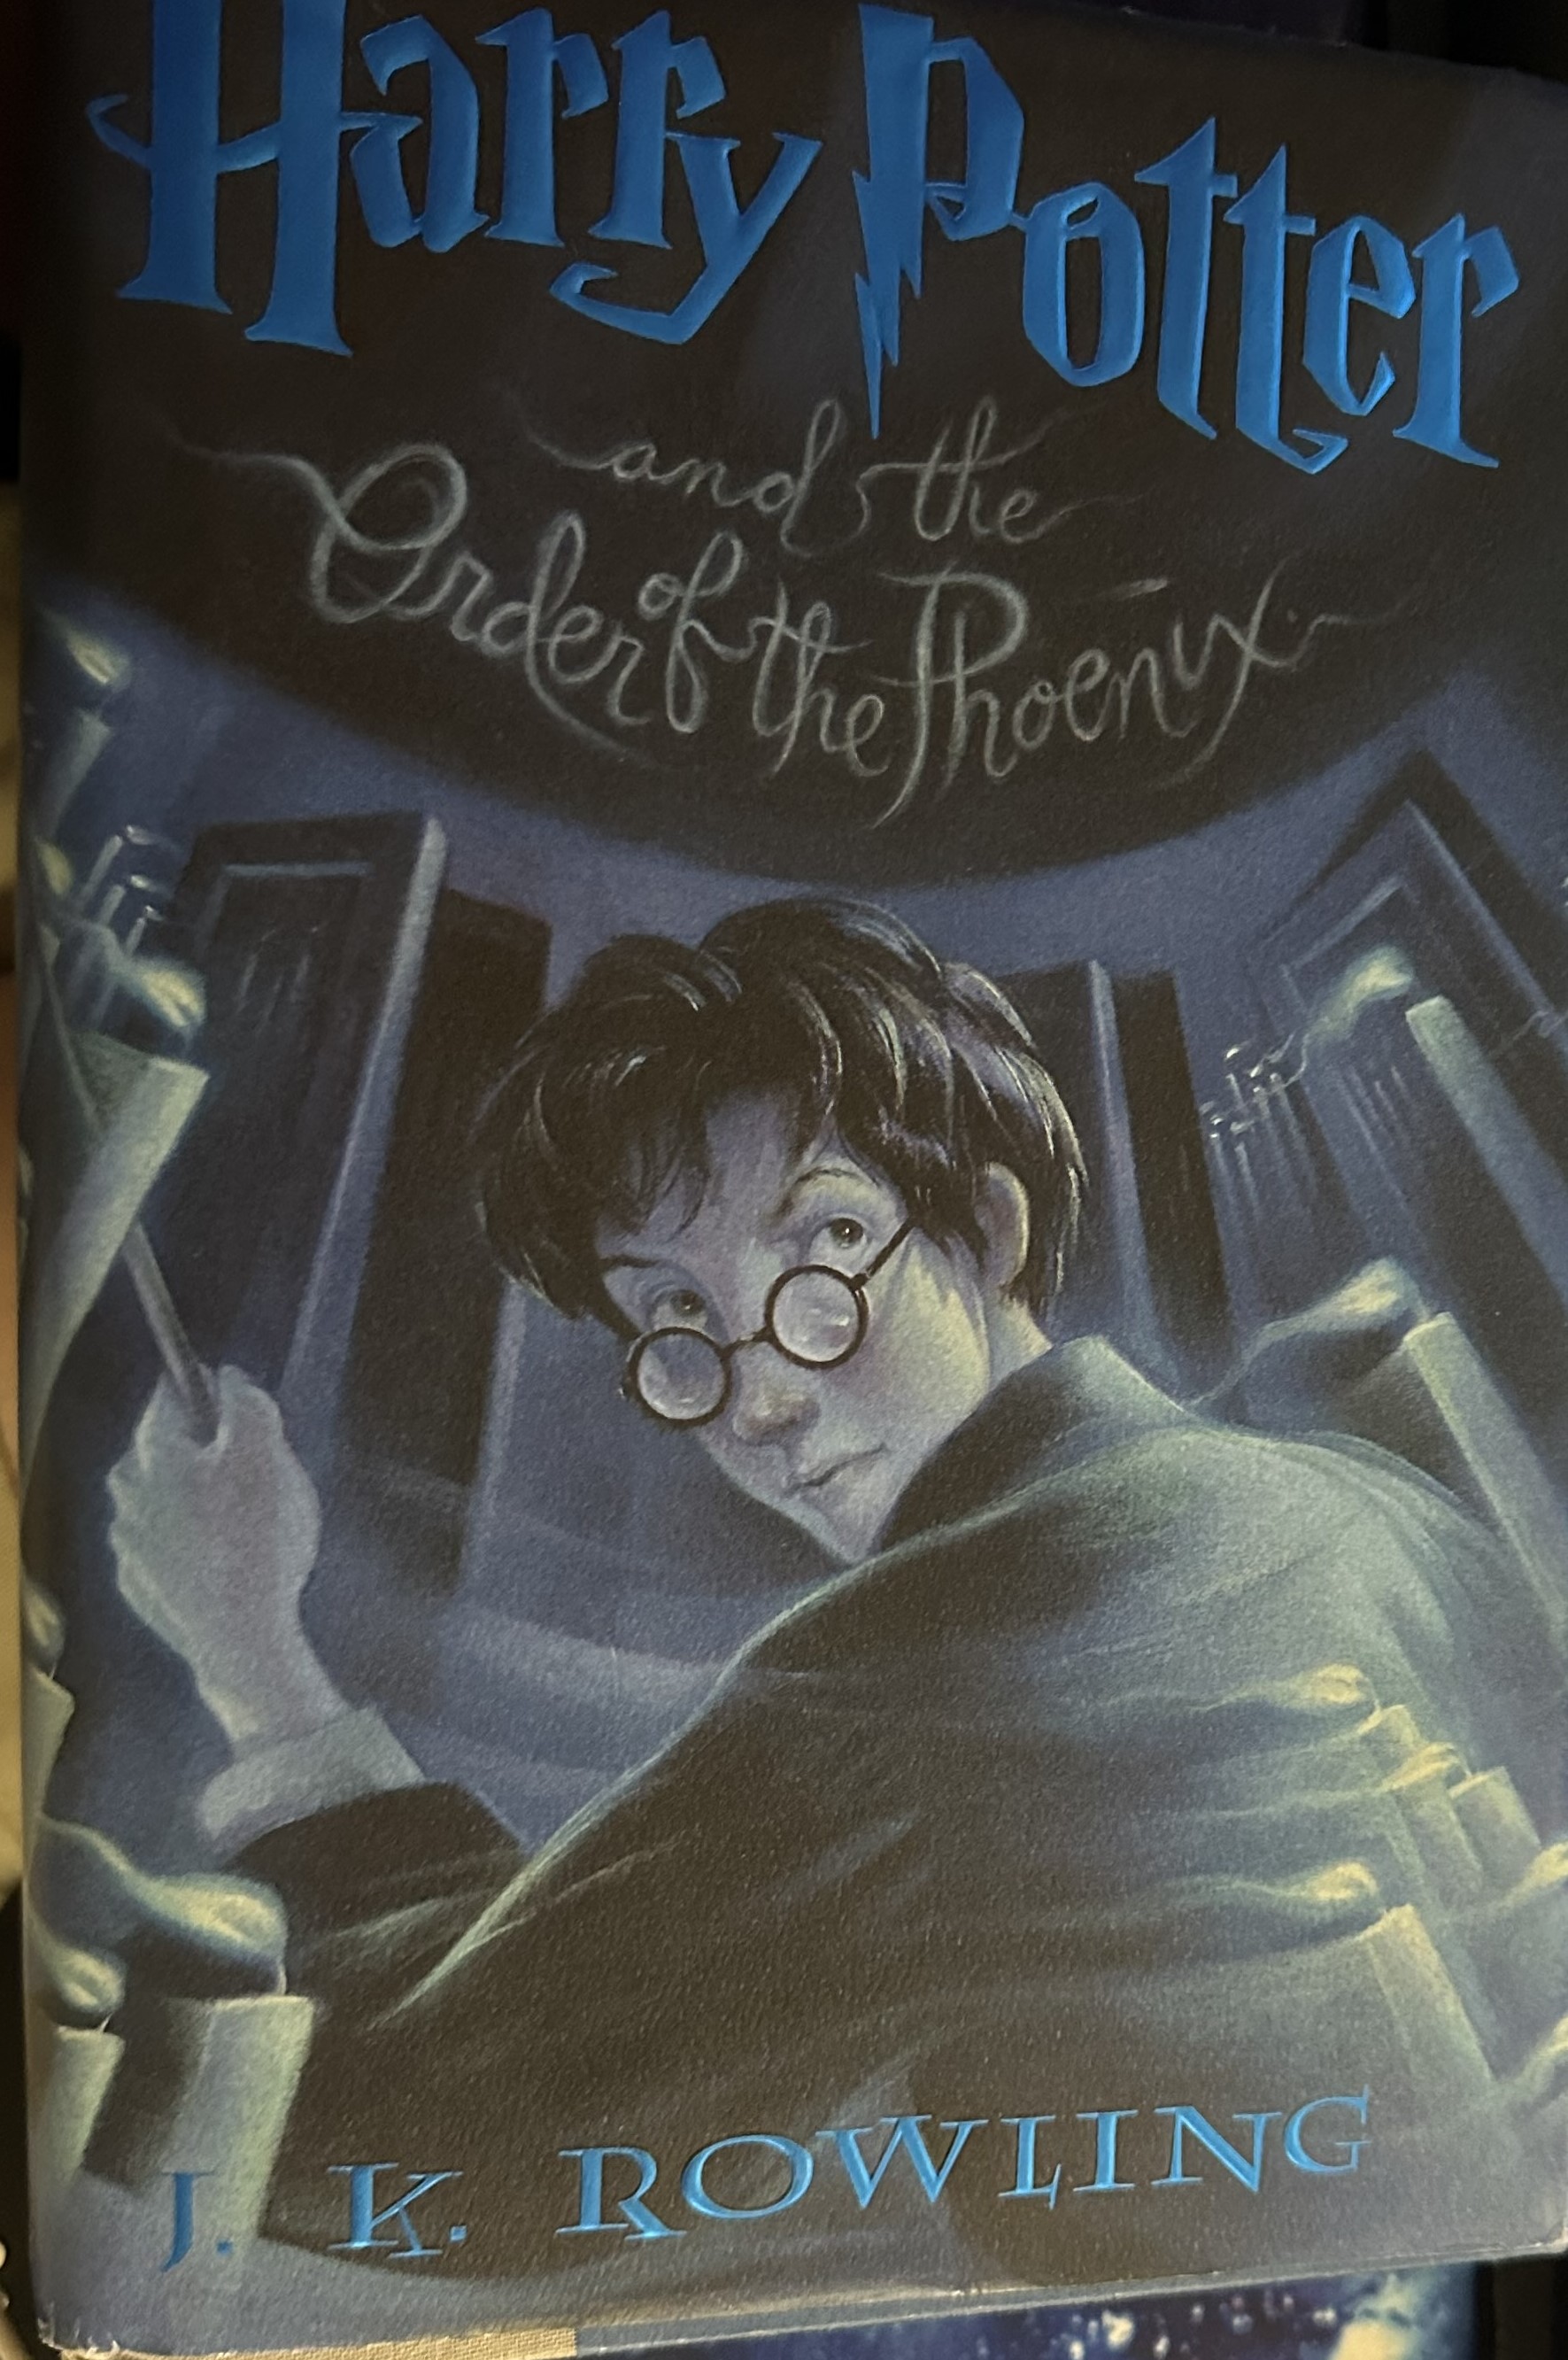 Harry Potter
and the
Order of the Phoenix
J. K. ROWLING